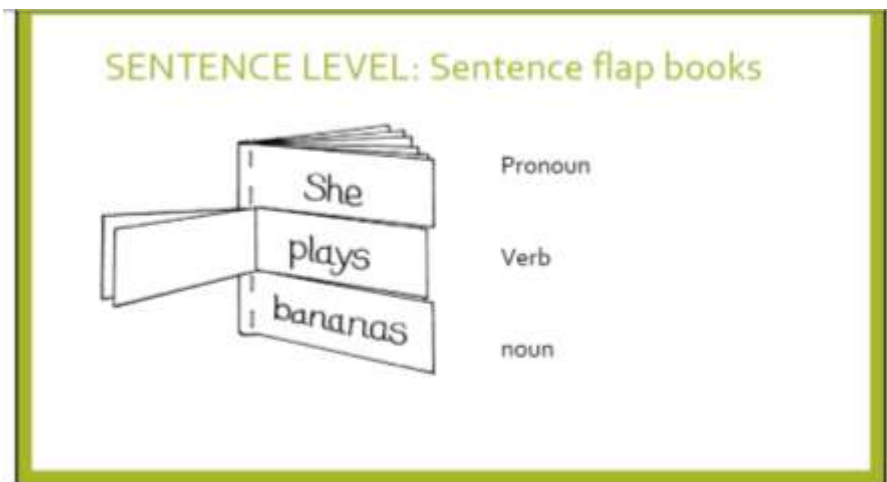 SENTENCE LEVEL: Sentence flap books
She
Pronoun
plays
Verb
bananas
noun